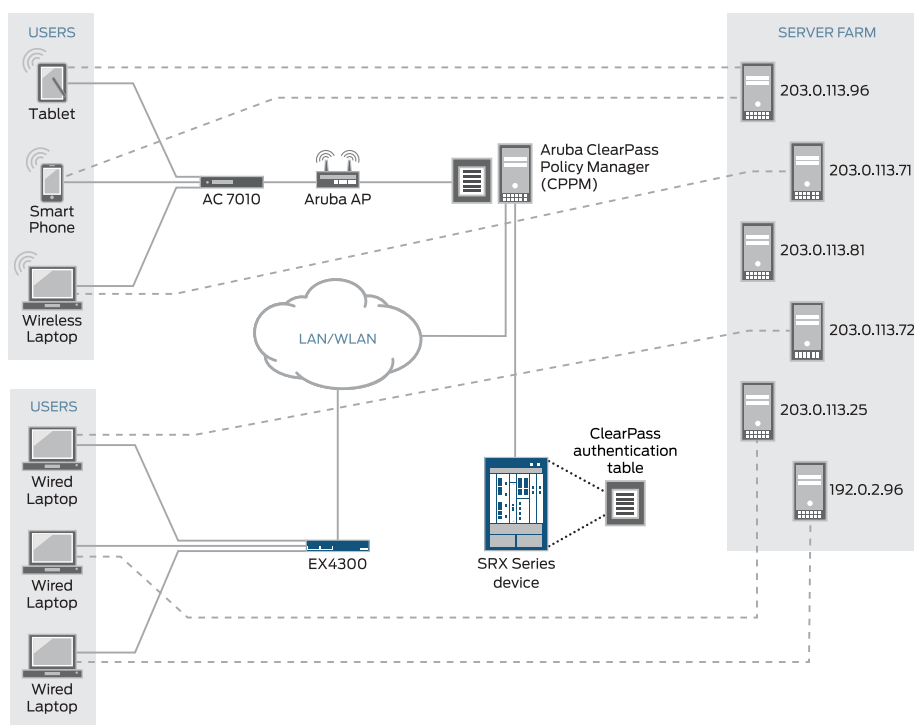 USERS
Tablet
Smart
Phone
Wireless
Laptop
AC 7010
Aruba AP
Aruba ClearPass
Policy Manager
(CPPM)
LAN/WLAN
USERS
Wired
Laptop
Wired
Laptop
Wired
Laptop
EX4300
SRX Series
device
ClearPass
authentication
table
SERVER FARM
203.0.113.96
203.0.113.71
203.0.113.81
203.0.113.72
203.0.113.25
192.0.2.96